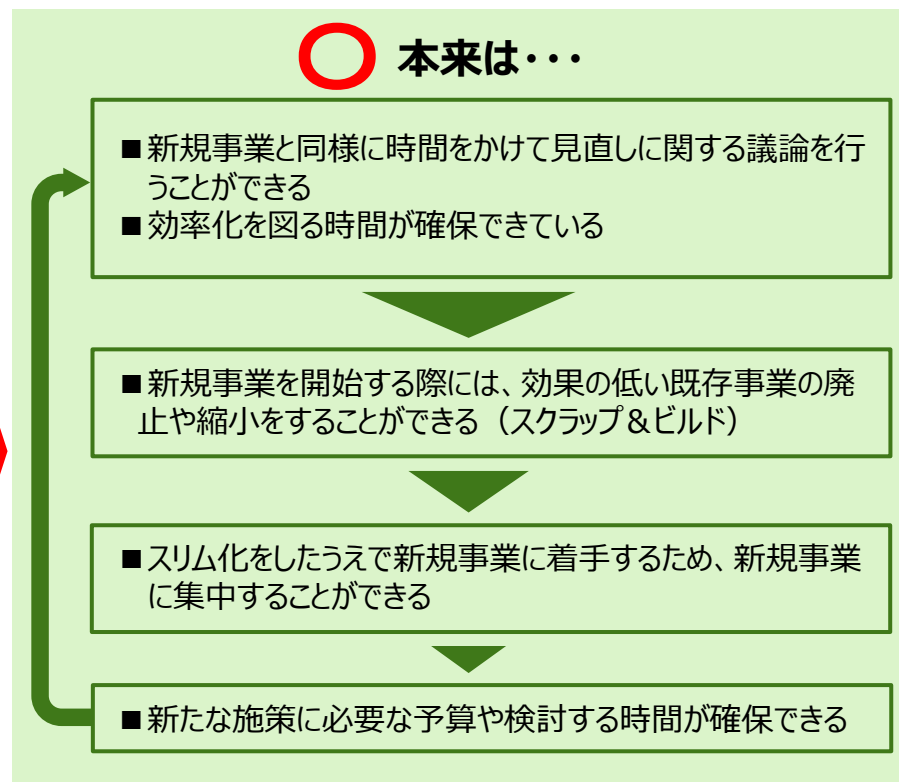 本来は・・・
■新規事業と同様に時間をかけて見直しに関する議論を行
うことができる
■効率化を図る時間が確保できている
■新規事業を開始する際には、効果の低い既存事業の廃
止や縮小をすることができる（スクラップ＆ビルド）
■スリム化をしたうえで新規事業に着手するため、新規事業
に集中することができる
■新たな施策に必要な予算や検討する時間が確保できる